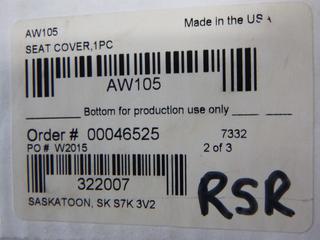 AW105 Made in the USA
SEAT COVER,1PC
AW105
Bottom for production use only
Order # 00046525 7332
PO # W2015 2 of 3
322007
SASKATOON, SK S7K 3V2
RSR